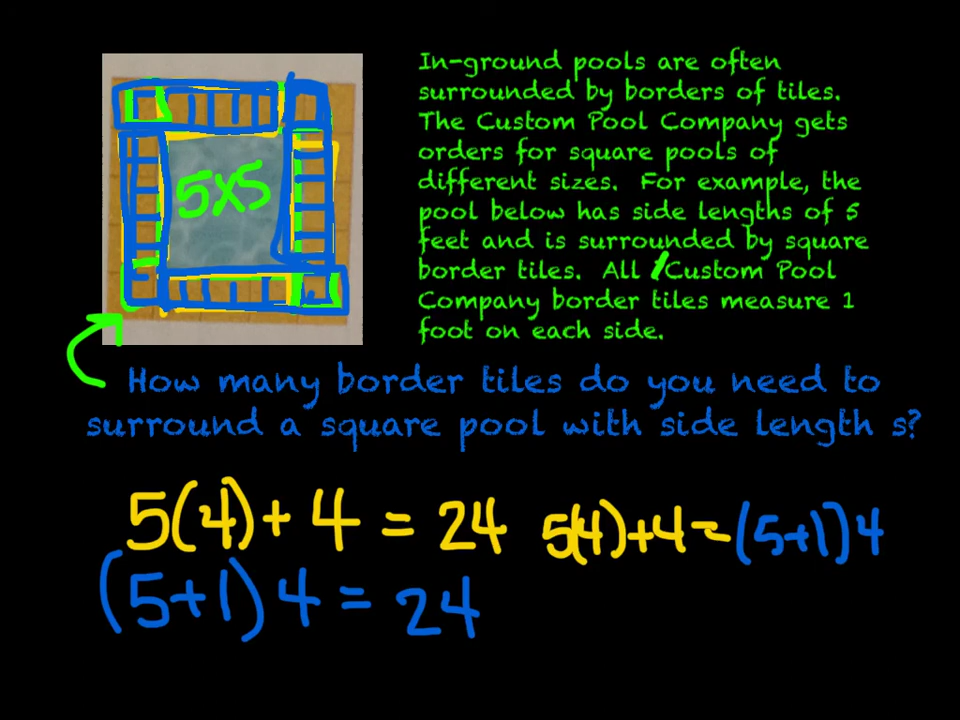 In-ground pools are often
surrounded by borders of tiles.
The Custom Pool Company gets
orders for square pools of
different sizes. For example, the
pool below has side lengths of 5
feet and is surrounded by square
border tiles. All Custom Pool
Company border tiles measure 1
foot on each side.
5x5
How many border tiles do you need to
surround a square pool with side length s?
5(4)+4=24 5(4)+4=(5+1)4
(5+1)4=24